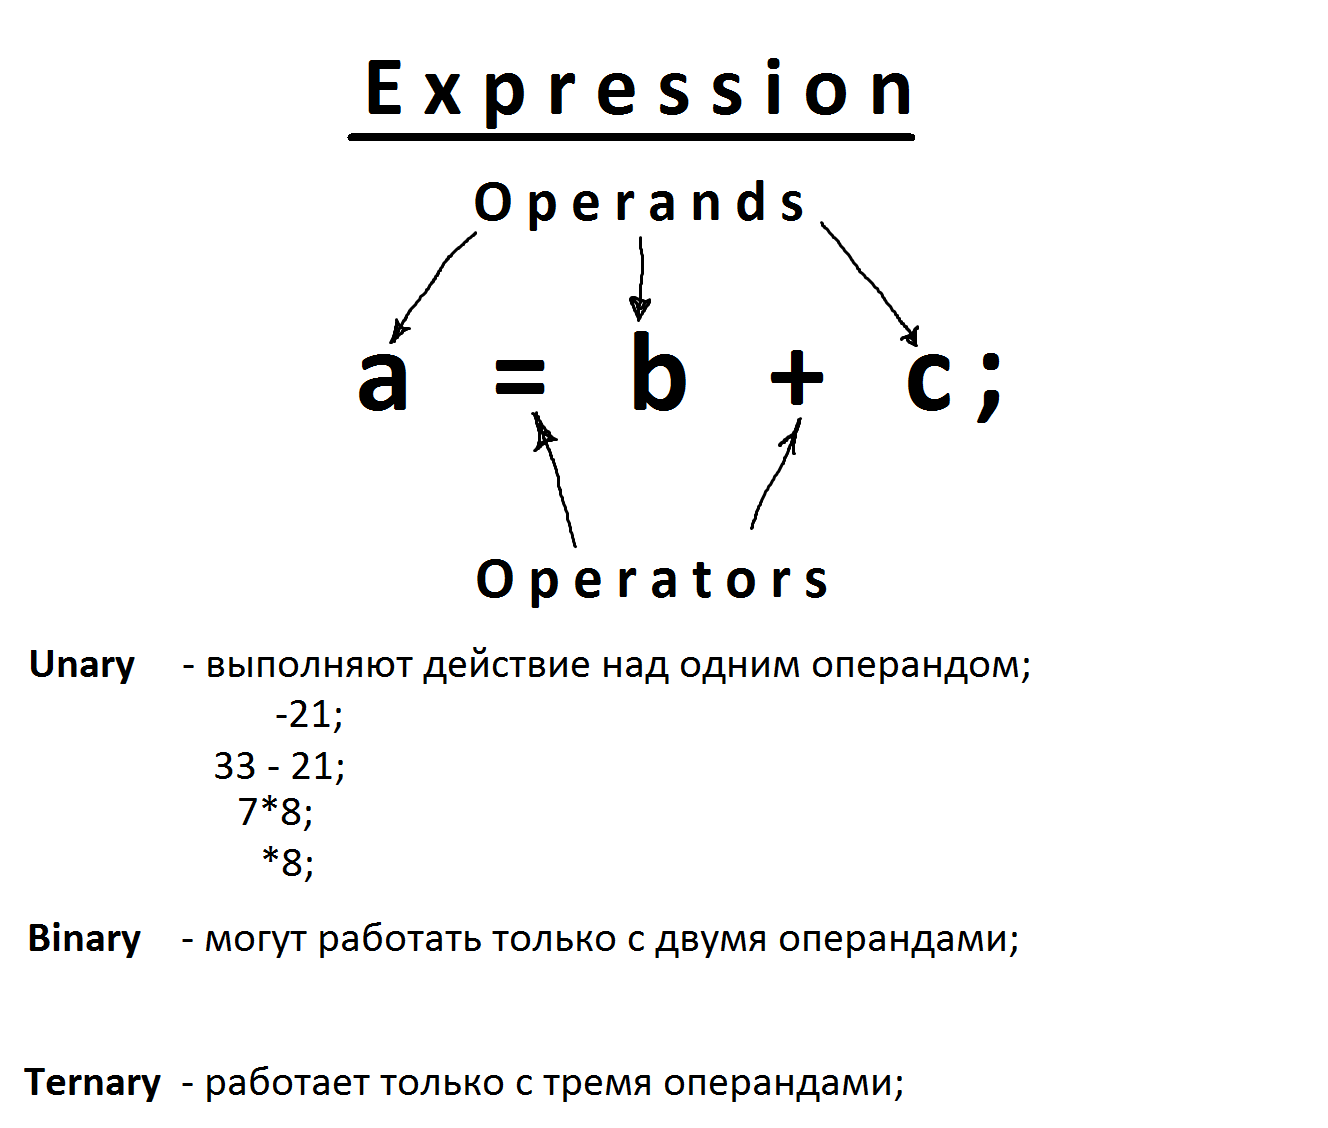 Expression
Operands
a = b + c;
Operators
Unary - выполняют действие над одним операндом;
-21;
33 - 21;
7*8;
*8;
Binary - могут работать только с двумя операндами;
Ternary - работает только с тремя операндами;